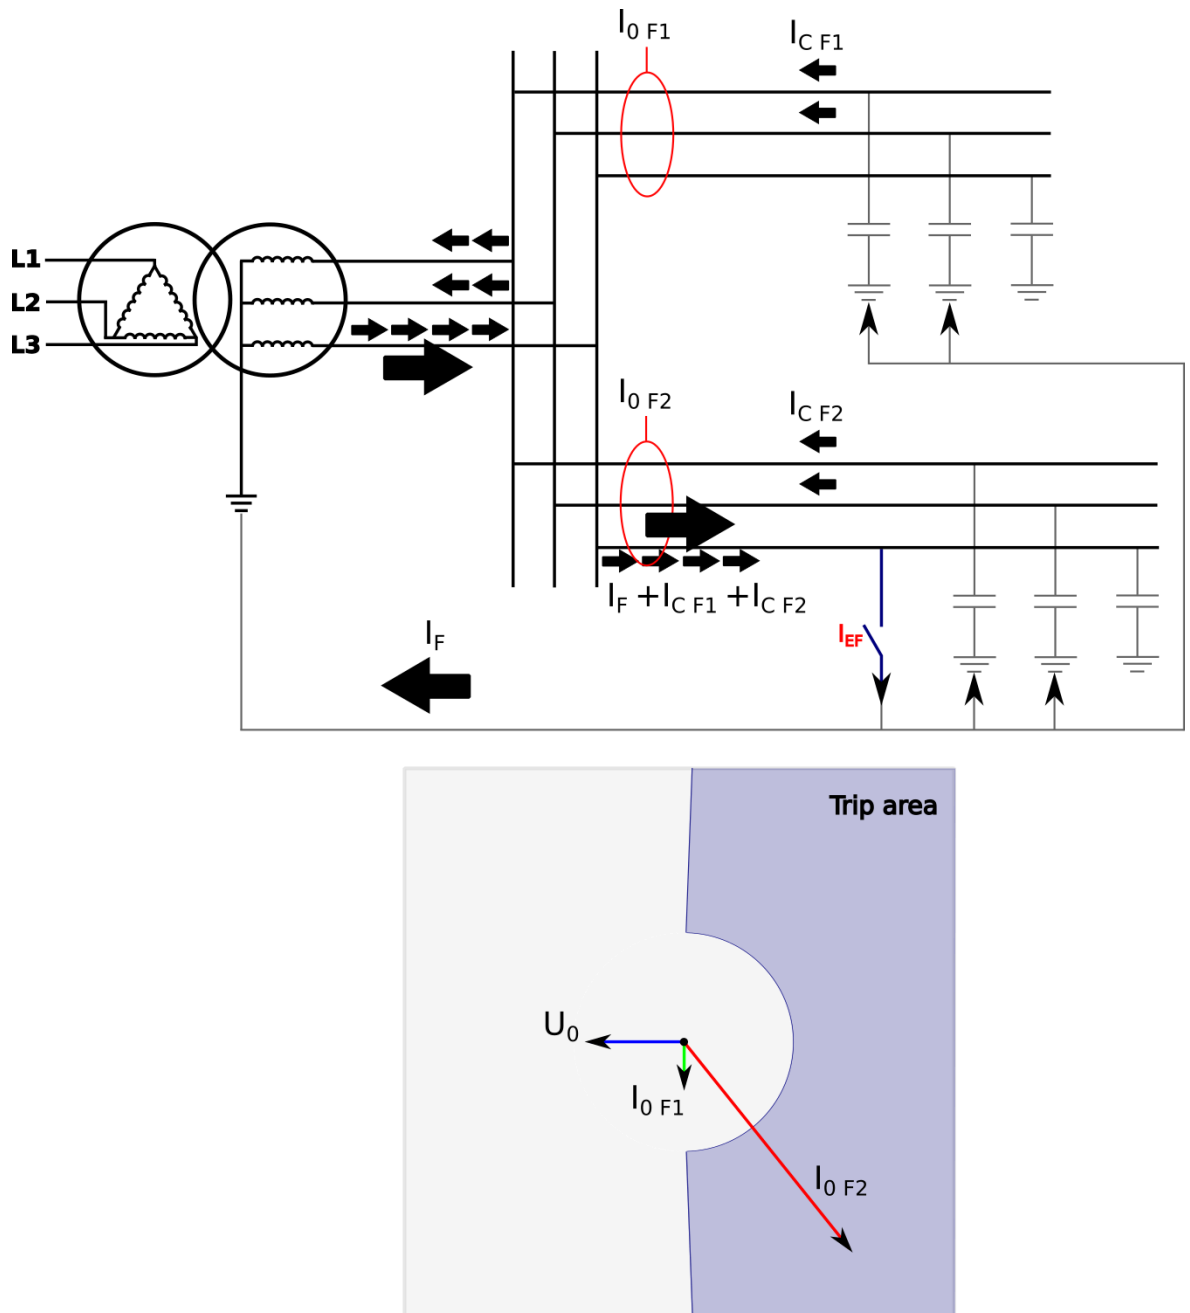 I0 F1
IC F1
L1
L2
L3
I0 F2
IC F2
IF +IC F1 +IC F2
IEF
IF
Trip area
U0
I0 F1
I0 F2